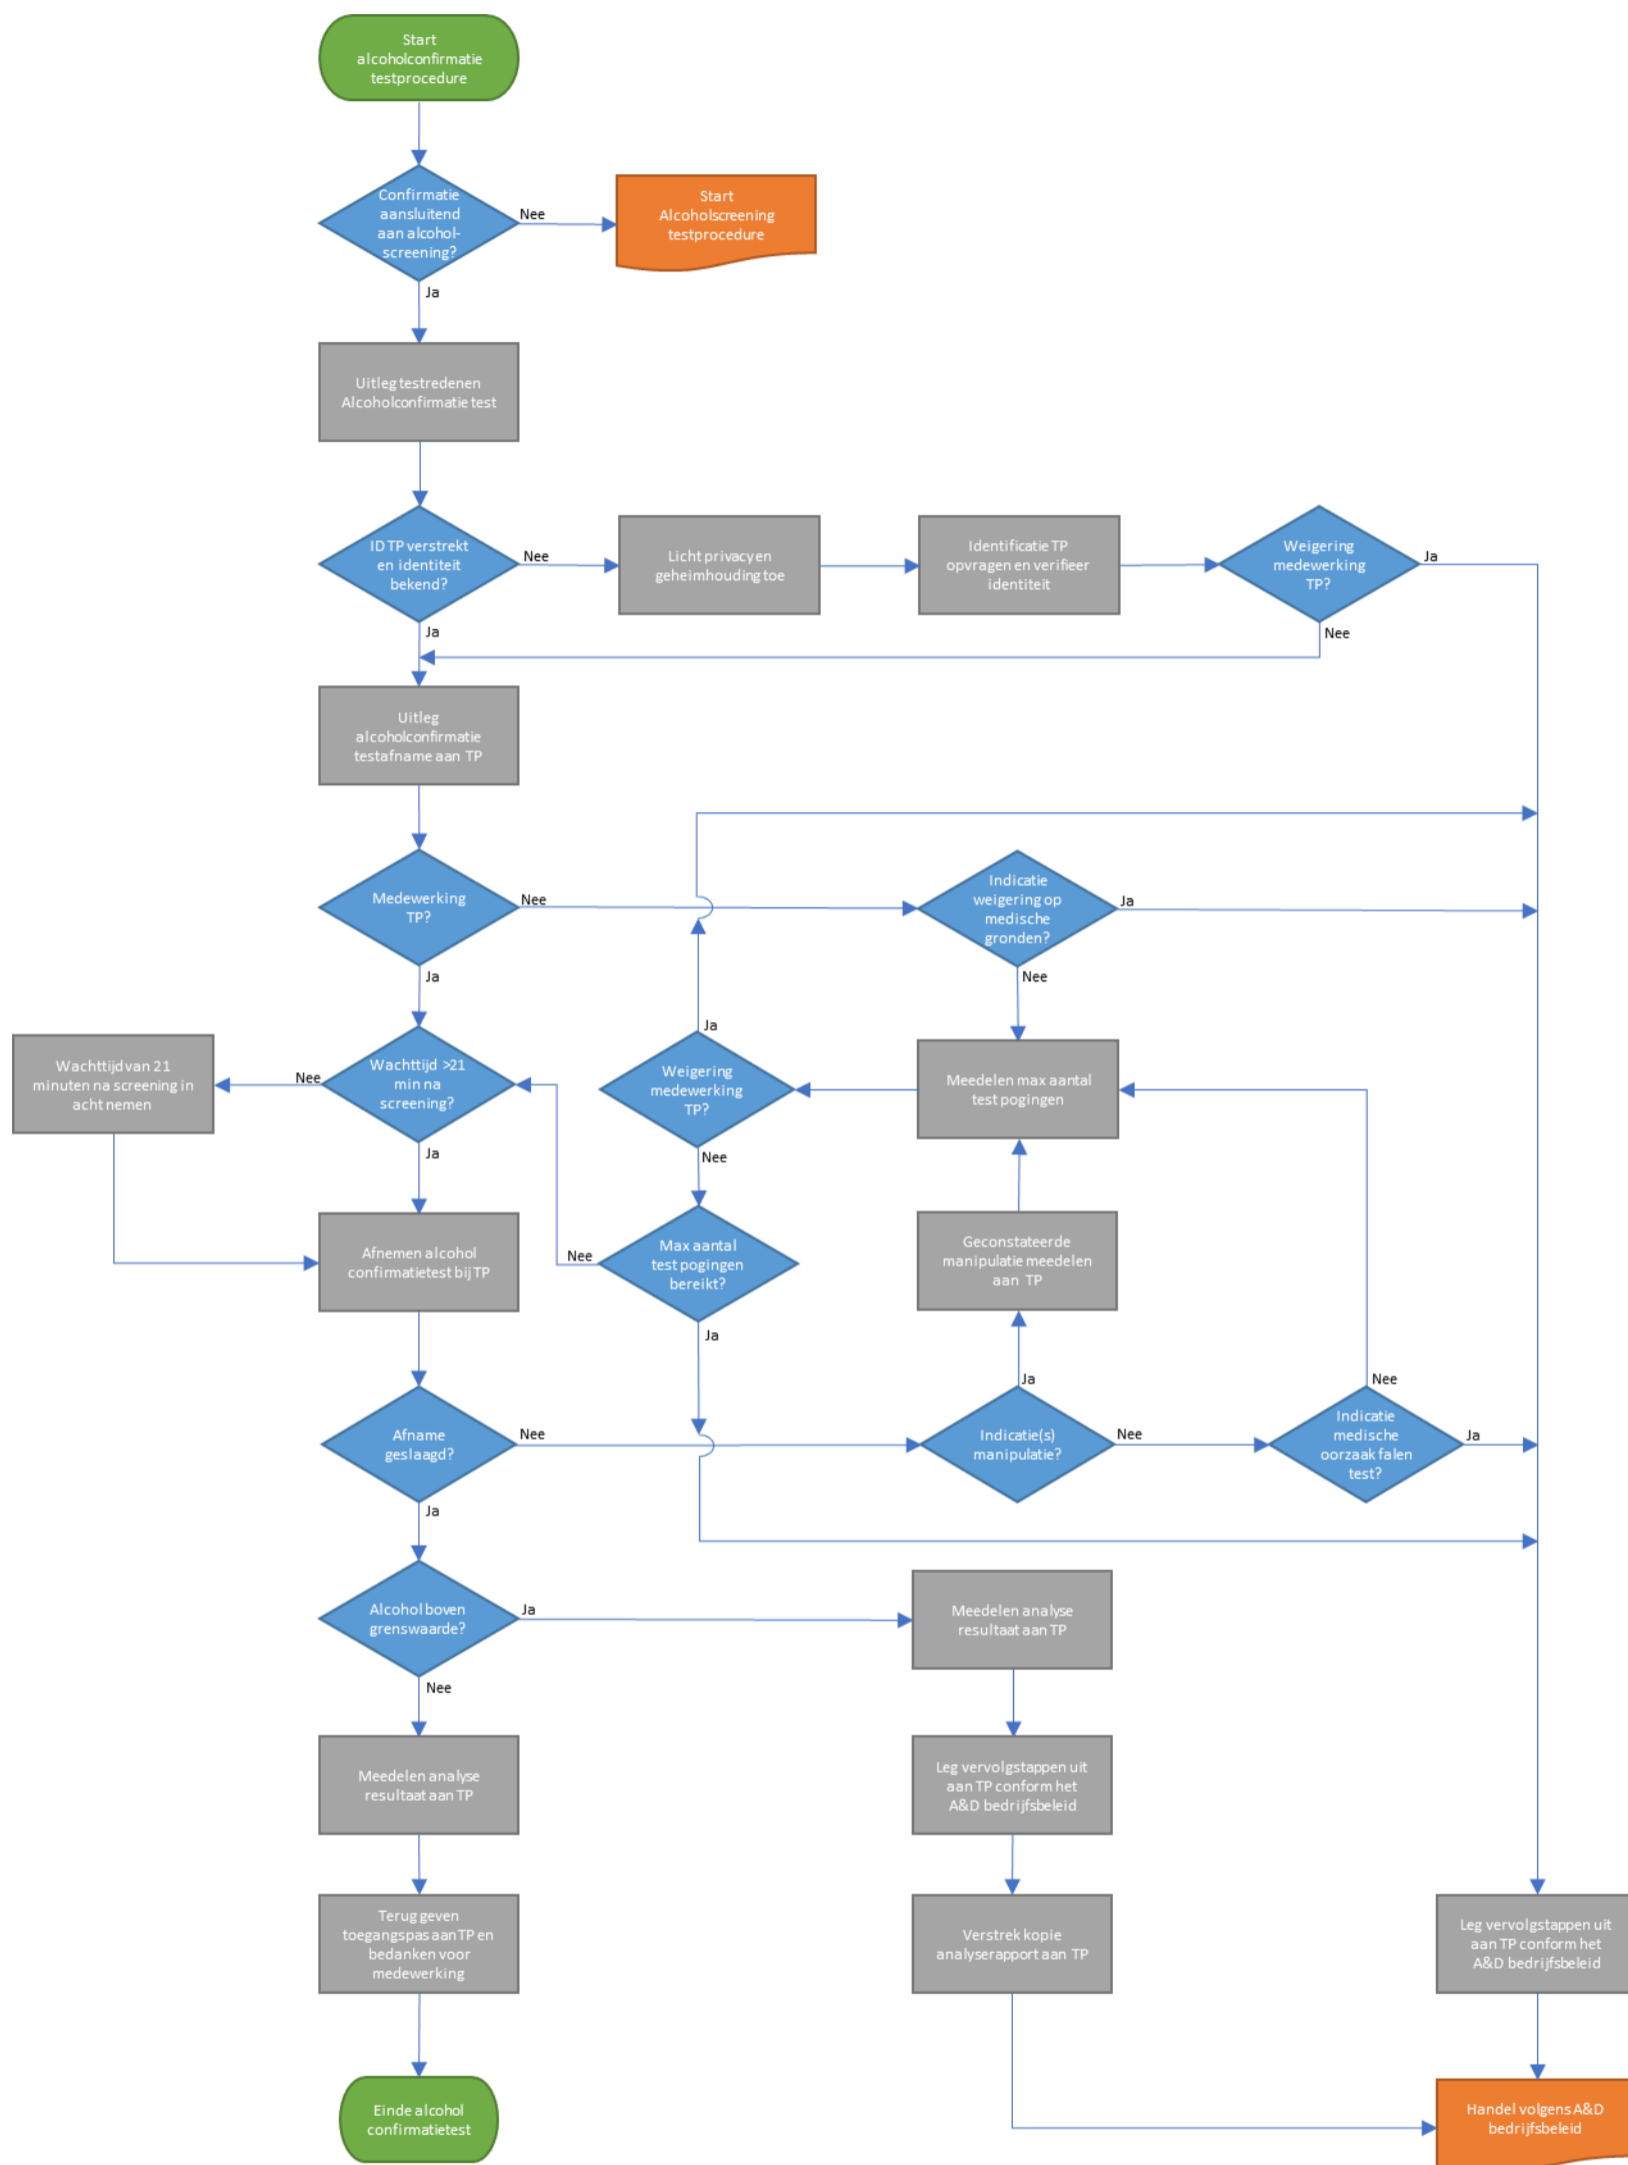 Start
alcoholconfirmatie
testprocedure
Confirmatie
aansluitend
aan alcohol-
screening?
Nee
Start
Alcoholscreening
testprocedure
Ja
Uitleg testredenen
Alcoholconfirmatie test
ID TP verstrekt
en identiteit
bekend?
Nee
Licht privacy en
geheimhouding toe
Identificatie TP
opvragen en verifieer
identiteit
Weigering
medewerking
TP?
Ja
Ja
Nee
Uitleg
alcoholconfirmatie
testafname aan TP
Medewerking
TP?
Nee
Indicatie
weigering op
medische
gronden?
Ja
Ja
Nee
Wachttijd van 21
minuten na screening in
acht nemen
Nee
Wachttijd >21
min na
screening?
Ja
Weigering
medewerking
TP?
Meedelen max aantal
test pogingen
Ja
Nee
Afnemen alcohol
confirmatietest bij TP
Nee
Max aantal
test pogingen
bereikt?
Geconstateerde
manipulatie meedelen
aan TP
Ja
Ja
Nee
Afname
geslaagd?
Nee
Indicatie(s)
manipulatie?
Nee
Indicatie
medische
oorzaak falen
test?
Ja
Ja
Alcohol boven
grenswaarde?
Ja
Meedelen analyse
resultaat aan TP
Nee
Meedelen analyse
resultaat aan TP
Leg vervolgstappen uit
aan TP conform het
A&D bedrijfsbeleid
Terug geven
toegangspas aan TP en
bedanken voor
medewerking
Verstrek kopie
analyserapport aan TP
Leg vervolgstappen uit
aan TP conform het
A&D bedrijfsbeleid
Einde alcohol
confirmatietest
Handel volgens A&D
bedrijfsbeleid